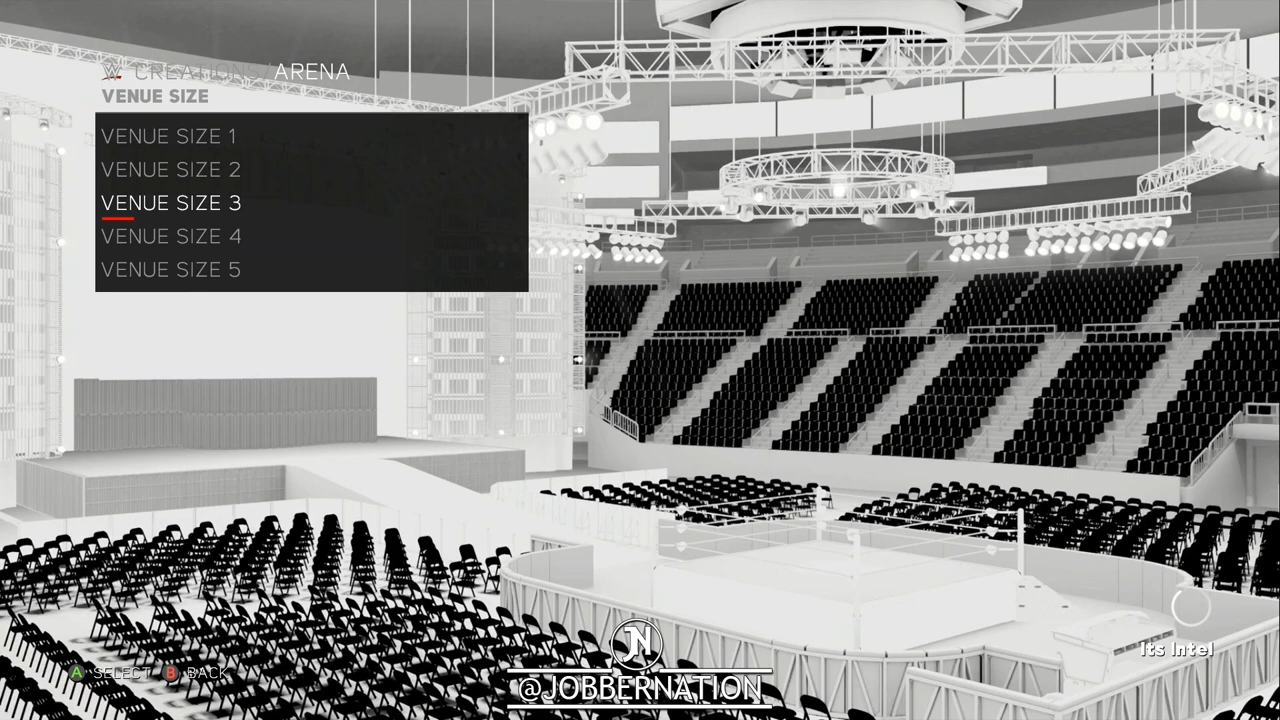 CREATIONS / ARENA
VENUE SIZE
VENUE SIZE 1
VENUE SIZE 2
VENUE SIZE 3
VENUE SIZE 4
VENUE SIZE 5
Its Intel
A SELECT B BACK
JN
@JOBBERNATION